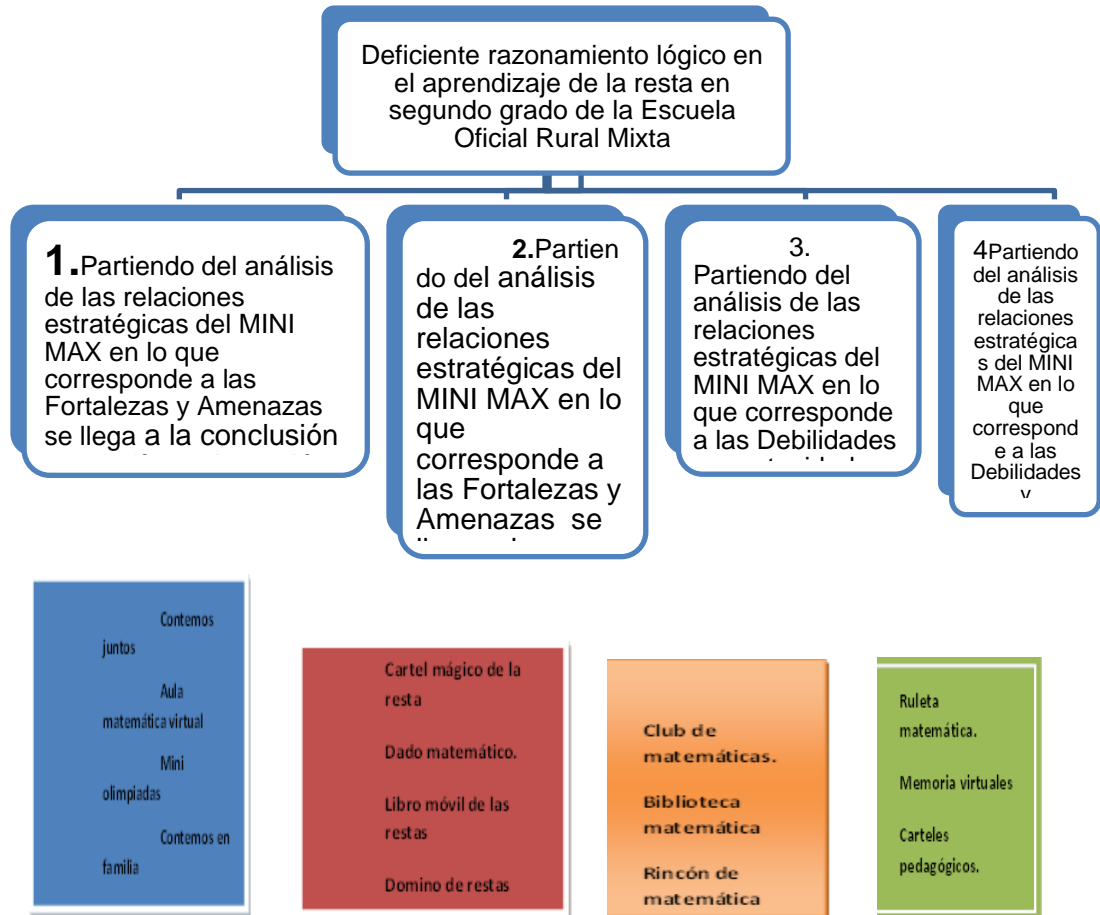 Deficiente razonamiento lógico en
el aprendizaje de la resta en
segundo grado de la Escuela
Oficial Rural Mixta
1.Partiendo del análisis
de las relaciones
estratégicas del MINI
MAX en lo que
corresponde a las
Fortalezas y Amenazas
se llega a la conclusión
2.Partien
do del análisis
de las
relaciones
estratégicas del
MINI MAX en lo
que
corresponde a
las Fortalezas y
Amenazas se
3.
Partiendo del
análisis de las
relaciones
estratégicas del
MINI MAX en lo
que corresponde
a las Debilidades
4Partiendo
del análisis
de las
relaciones
estratégica
s del MINI
MAX en lo
que
correspond
e a las
Debilidades
y
Contemos
juntos
Aula
matemática virtual
Mini
olimpiadas
Contemos en
familia
Cartel mágico de la
resta
Dado matemático.
Libro móvil de las
restas
Domino de restas
Club de
matemáticas.
Biblioteca
matemática
Rincón de
matemática
Ruleta
matemática.
Memoria virtuales
Carteles
pedagógicos.